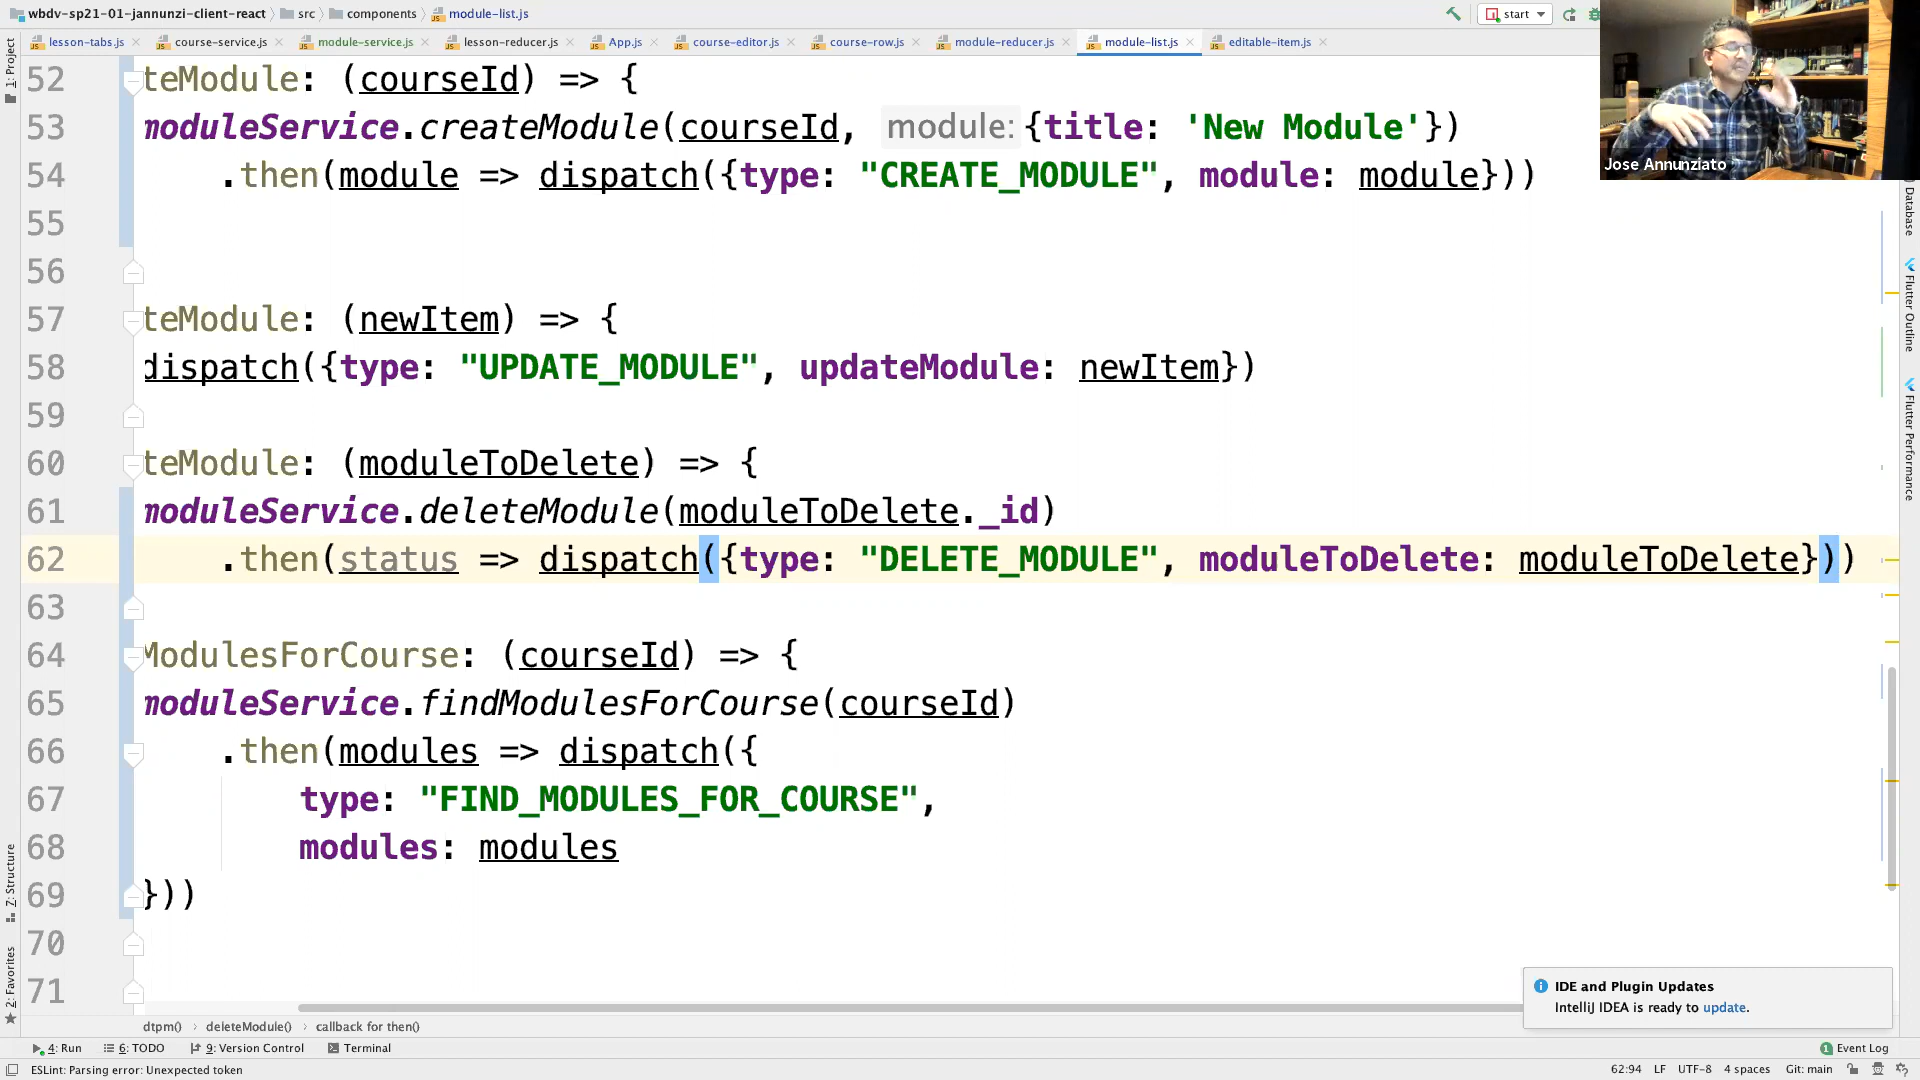 wbdv-sp21-01-jannunzi-client-react src components module-list.js start
1: Project
lesson-tabs.js course-service.js module-service.js lesson-reducer.js App.js course-editor.js course-row.js module-reducer.js module-list.js editable-item.js
52 teModule: (courseId) => {
53 moduleService.createModule(courseId, module: {title: 'New Module'})
54 .then(module => dispatch({type: "CREATE_MODULE", module: module}))
55
56
57 teModule: (newItem) => {
58 dispatch({type: "UPDATE_MODULE", updateModule: newItem})
59
60 teModule: (moduleToDelete) => {
61 moduleService.deleteModule(moduleToDelete._id)
62 .then(status => dispatch({type: "DELETE_MODULE", moduleToDelete: moduleToDelete}))
63
64 ModulesForCourse: (courseId) => {
65 moduleService.findModulesForCourse(courseId)
66 .then(modules => dispatch({
67 type: "FIND_MODULES_FOR_COURSE",
68 modules: modules
69 }))
70
71
Jose Annunziato
Database
Flutter Outline
Flutter Performance
Z: Structure
2: Favorites
IDE and Plugin Updates
IntelliJ IDEA is ready to update.
dtpm() deleteModule() callback for then()
4: Run 6: TODO 9: Version Control Terminal 1 Event Log
ESLint: Parsing error: Unexpected token 62:94 LF UTF-8 4 spaces Git: main